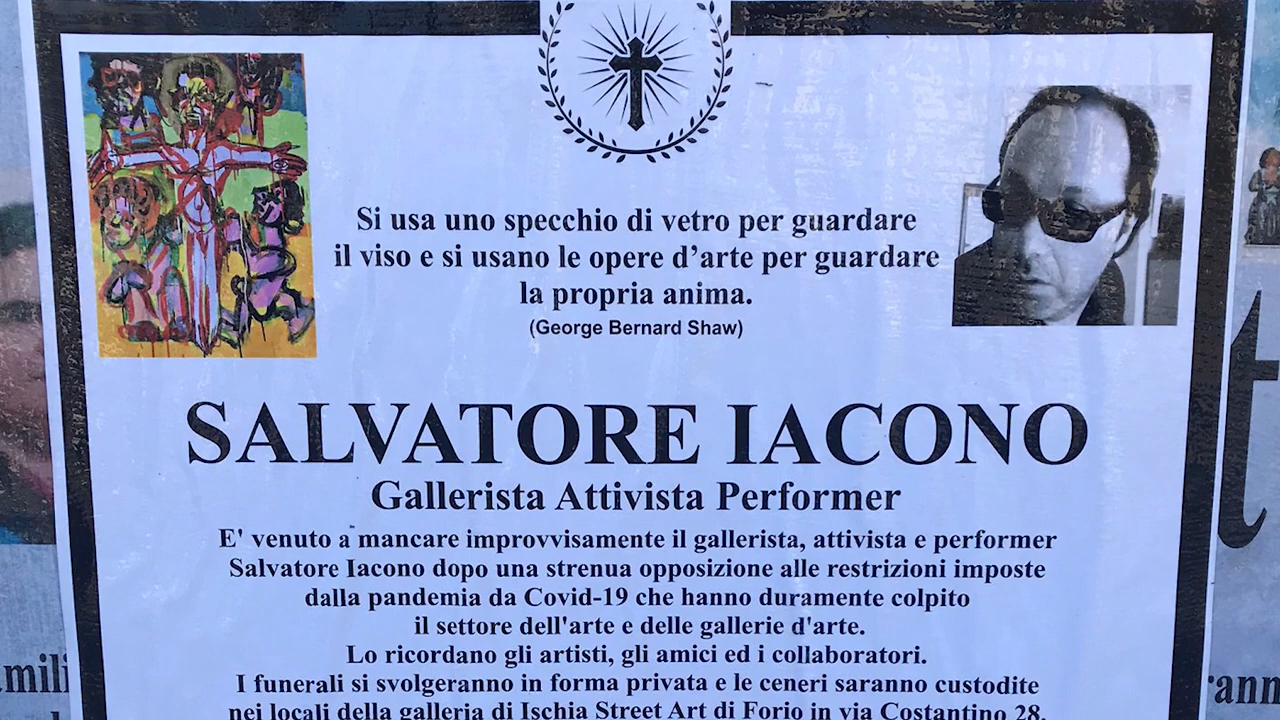 Si usa uno specchio di vetro per guardare
il viso e si usano le opere d’arte per guardare
la propria anima.
(George Bernard Shaw)
SALVATORE IACONO
Gallerista Attivista Performer
E' venuto a mancare improvvisamente il gallerista, attivista e performer
Salvatore Iacono dopo una strenua opposizione alle restrizioni imposte
dalla pandemia da Covid-19 che hanno duramente colpito
il settore dell'arte e delle gallerie d'arte.
Lo ricordano gli artisti, gli amici ed i collaboratori.
I funerali si svolgeranno in forma privata e le ceneri saranno custodite
nei locali della galleria di Ischia Street Art di Forio in via Costantino 28.